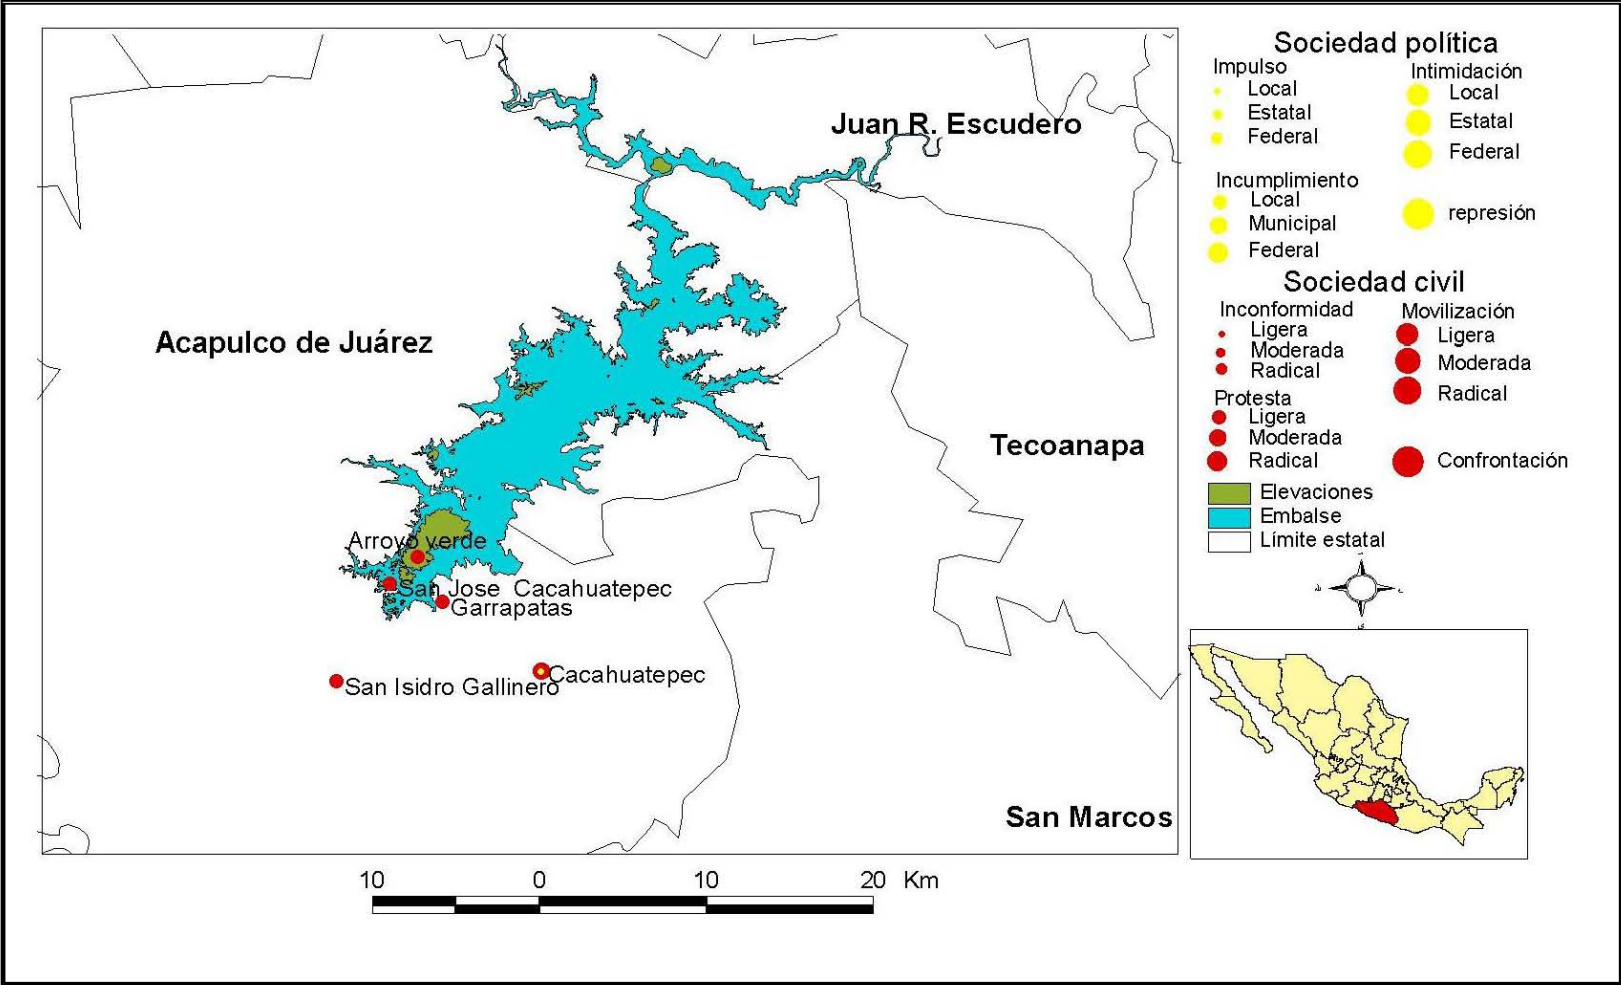 Juan R. Escudero
Acapulco de Juárez
Tecoanapa
Arroyo verde
San Jose Cacahuatepec
Garrapatas
Cacahuatepec
San Isidro Gallinero
San Marcos
10 0 10 20 Km
Sociedad política
Impulso
Local
Estatal
Federal
Incumplimiento
Local
Municipal
Federal
Intimidación
Local
Estatal
Federal
represión
Sociedad civil
Inconformidad
Ligera
Moderada
Radical
Protesta
Ligera
Moderada
Radical
Movilización
Ligera
Moderada
Radical
Confrontación
Elevaciones
Embalse
Límite estatal